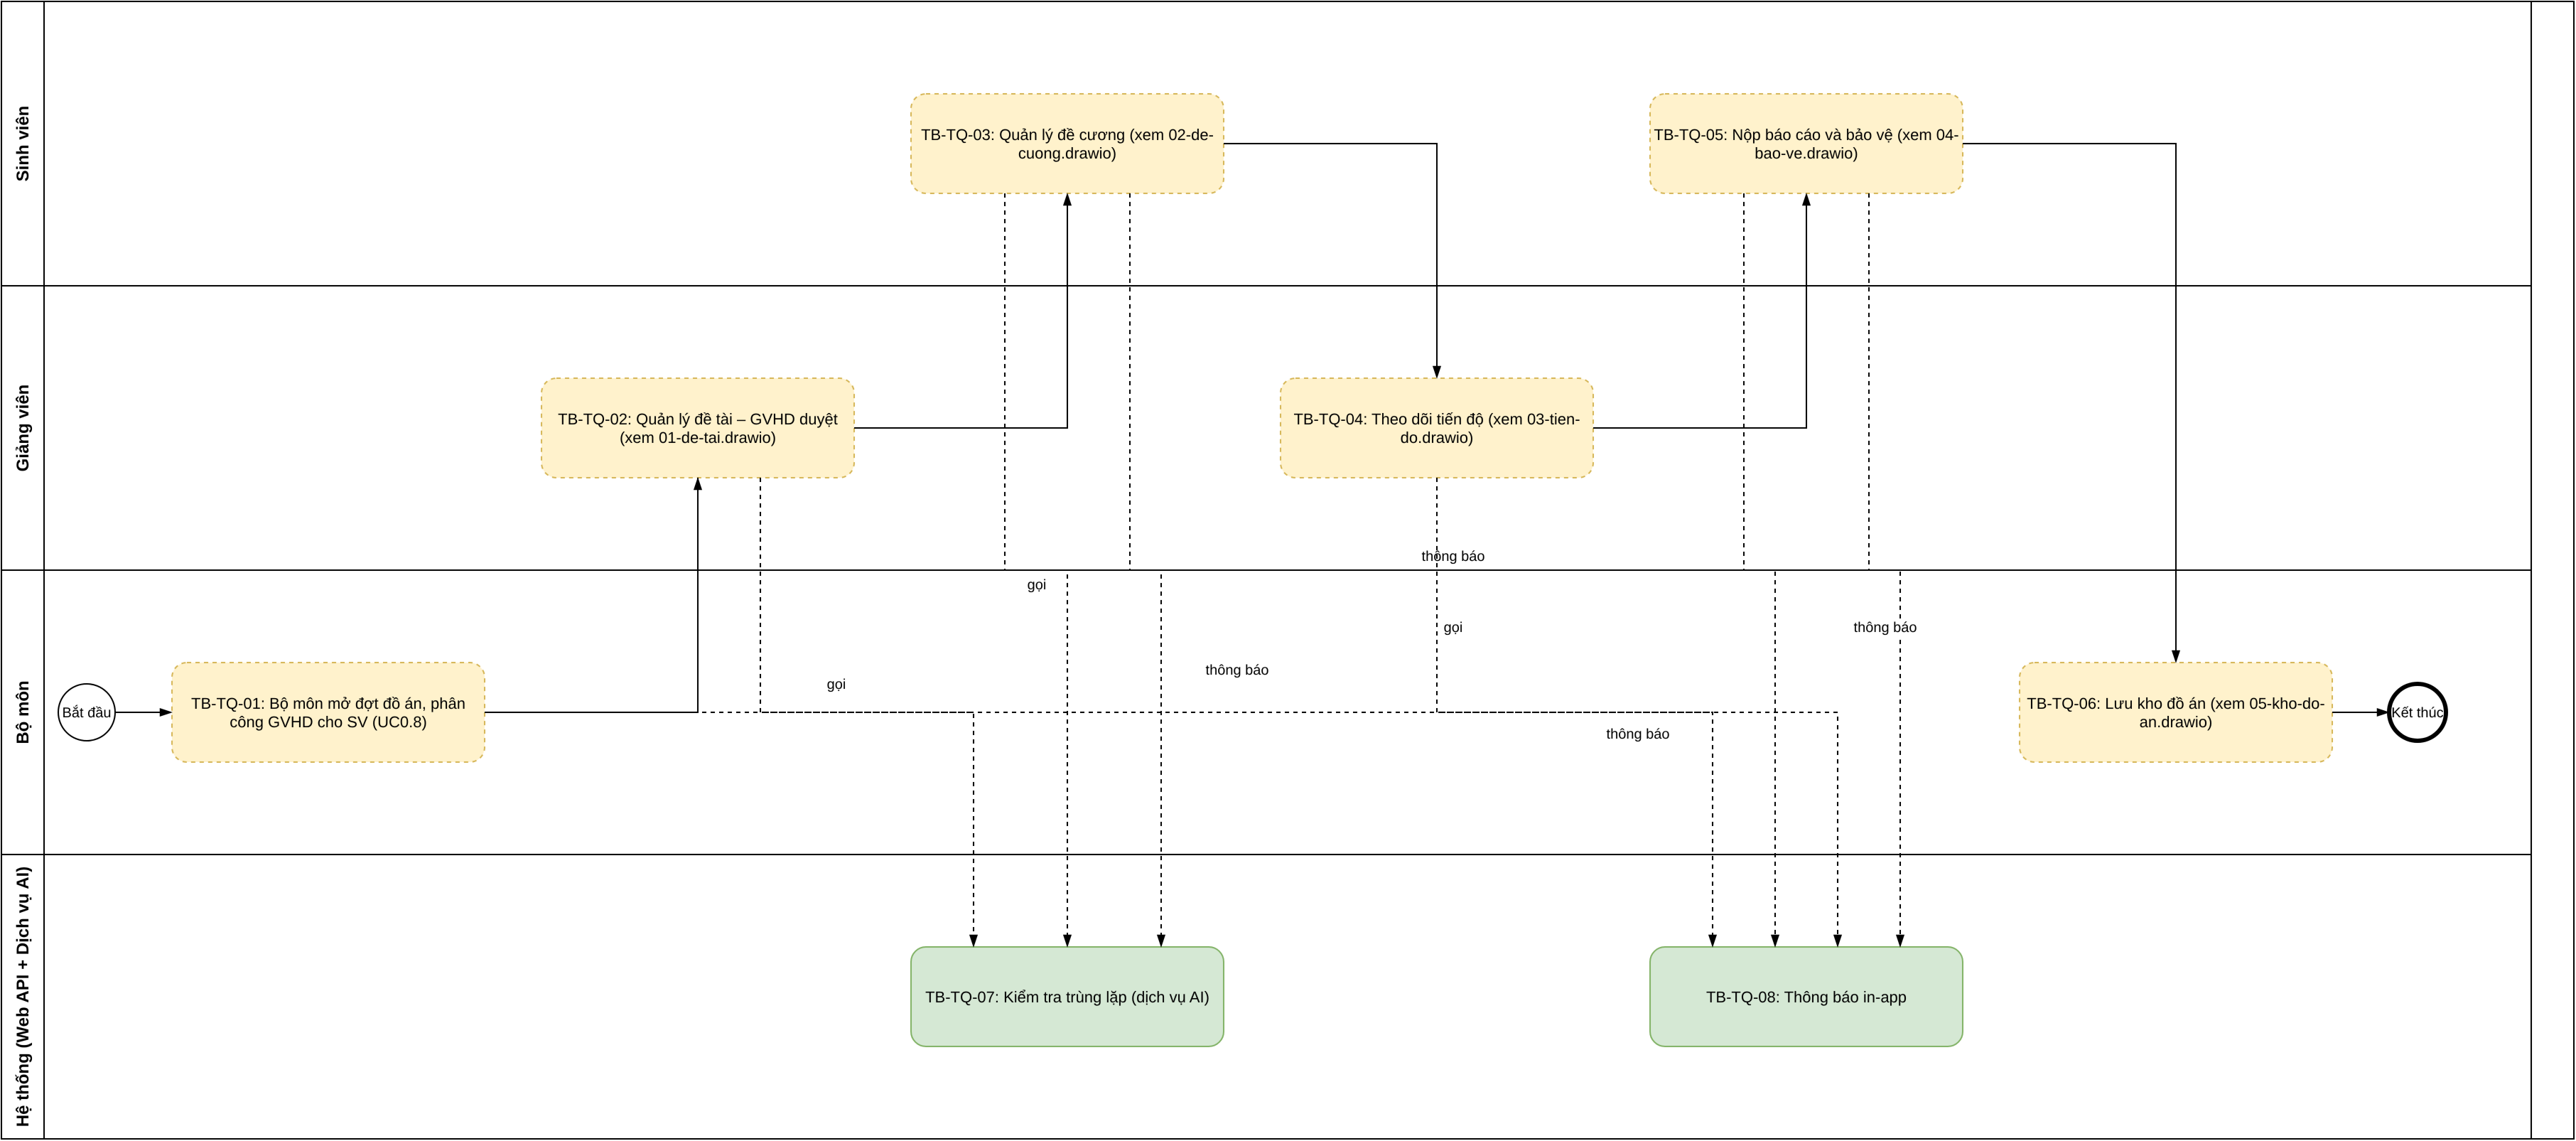 Sinh viên
TB-TQ-03: Quản lý đề cương (xem 02-de-
cuong.drawio)
TB-TQ-05: Nộp báo cáo và bảo vệ (xem 04-
bao-ve.drawio)
Giảng viên
TB-TQ-02: Quản lý đề tài – GVHD duyệt
(xem 01-de-tai.drawio)
TB-TQ-04: Theo dõi tiến độ (xem 03-tien-
do.drawio)
thông báo
gọi
gọi
thông báo
thông báo
gọi
thông báo
Bộ môn
Bắt đầu
TB-TQ-01: Bộ môn mở đợt đồ án, phân
công GVHD cho SV (UC0.8)
TB-TQ-06: Lưu kho đồ án (xem 05-kho-do-
an.drawio)
Kết thúc
Hệ thống (Web API + Dịch vụ AI)
TB-TQ-07: Kiểm tra trùng lặp (dịch vụ AI)
TB-TQ-08: Thông báo in-app